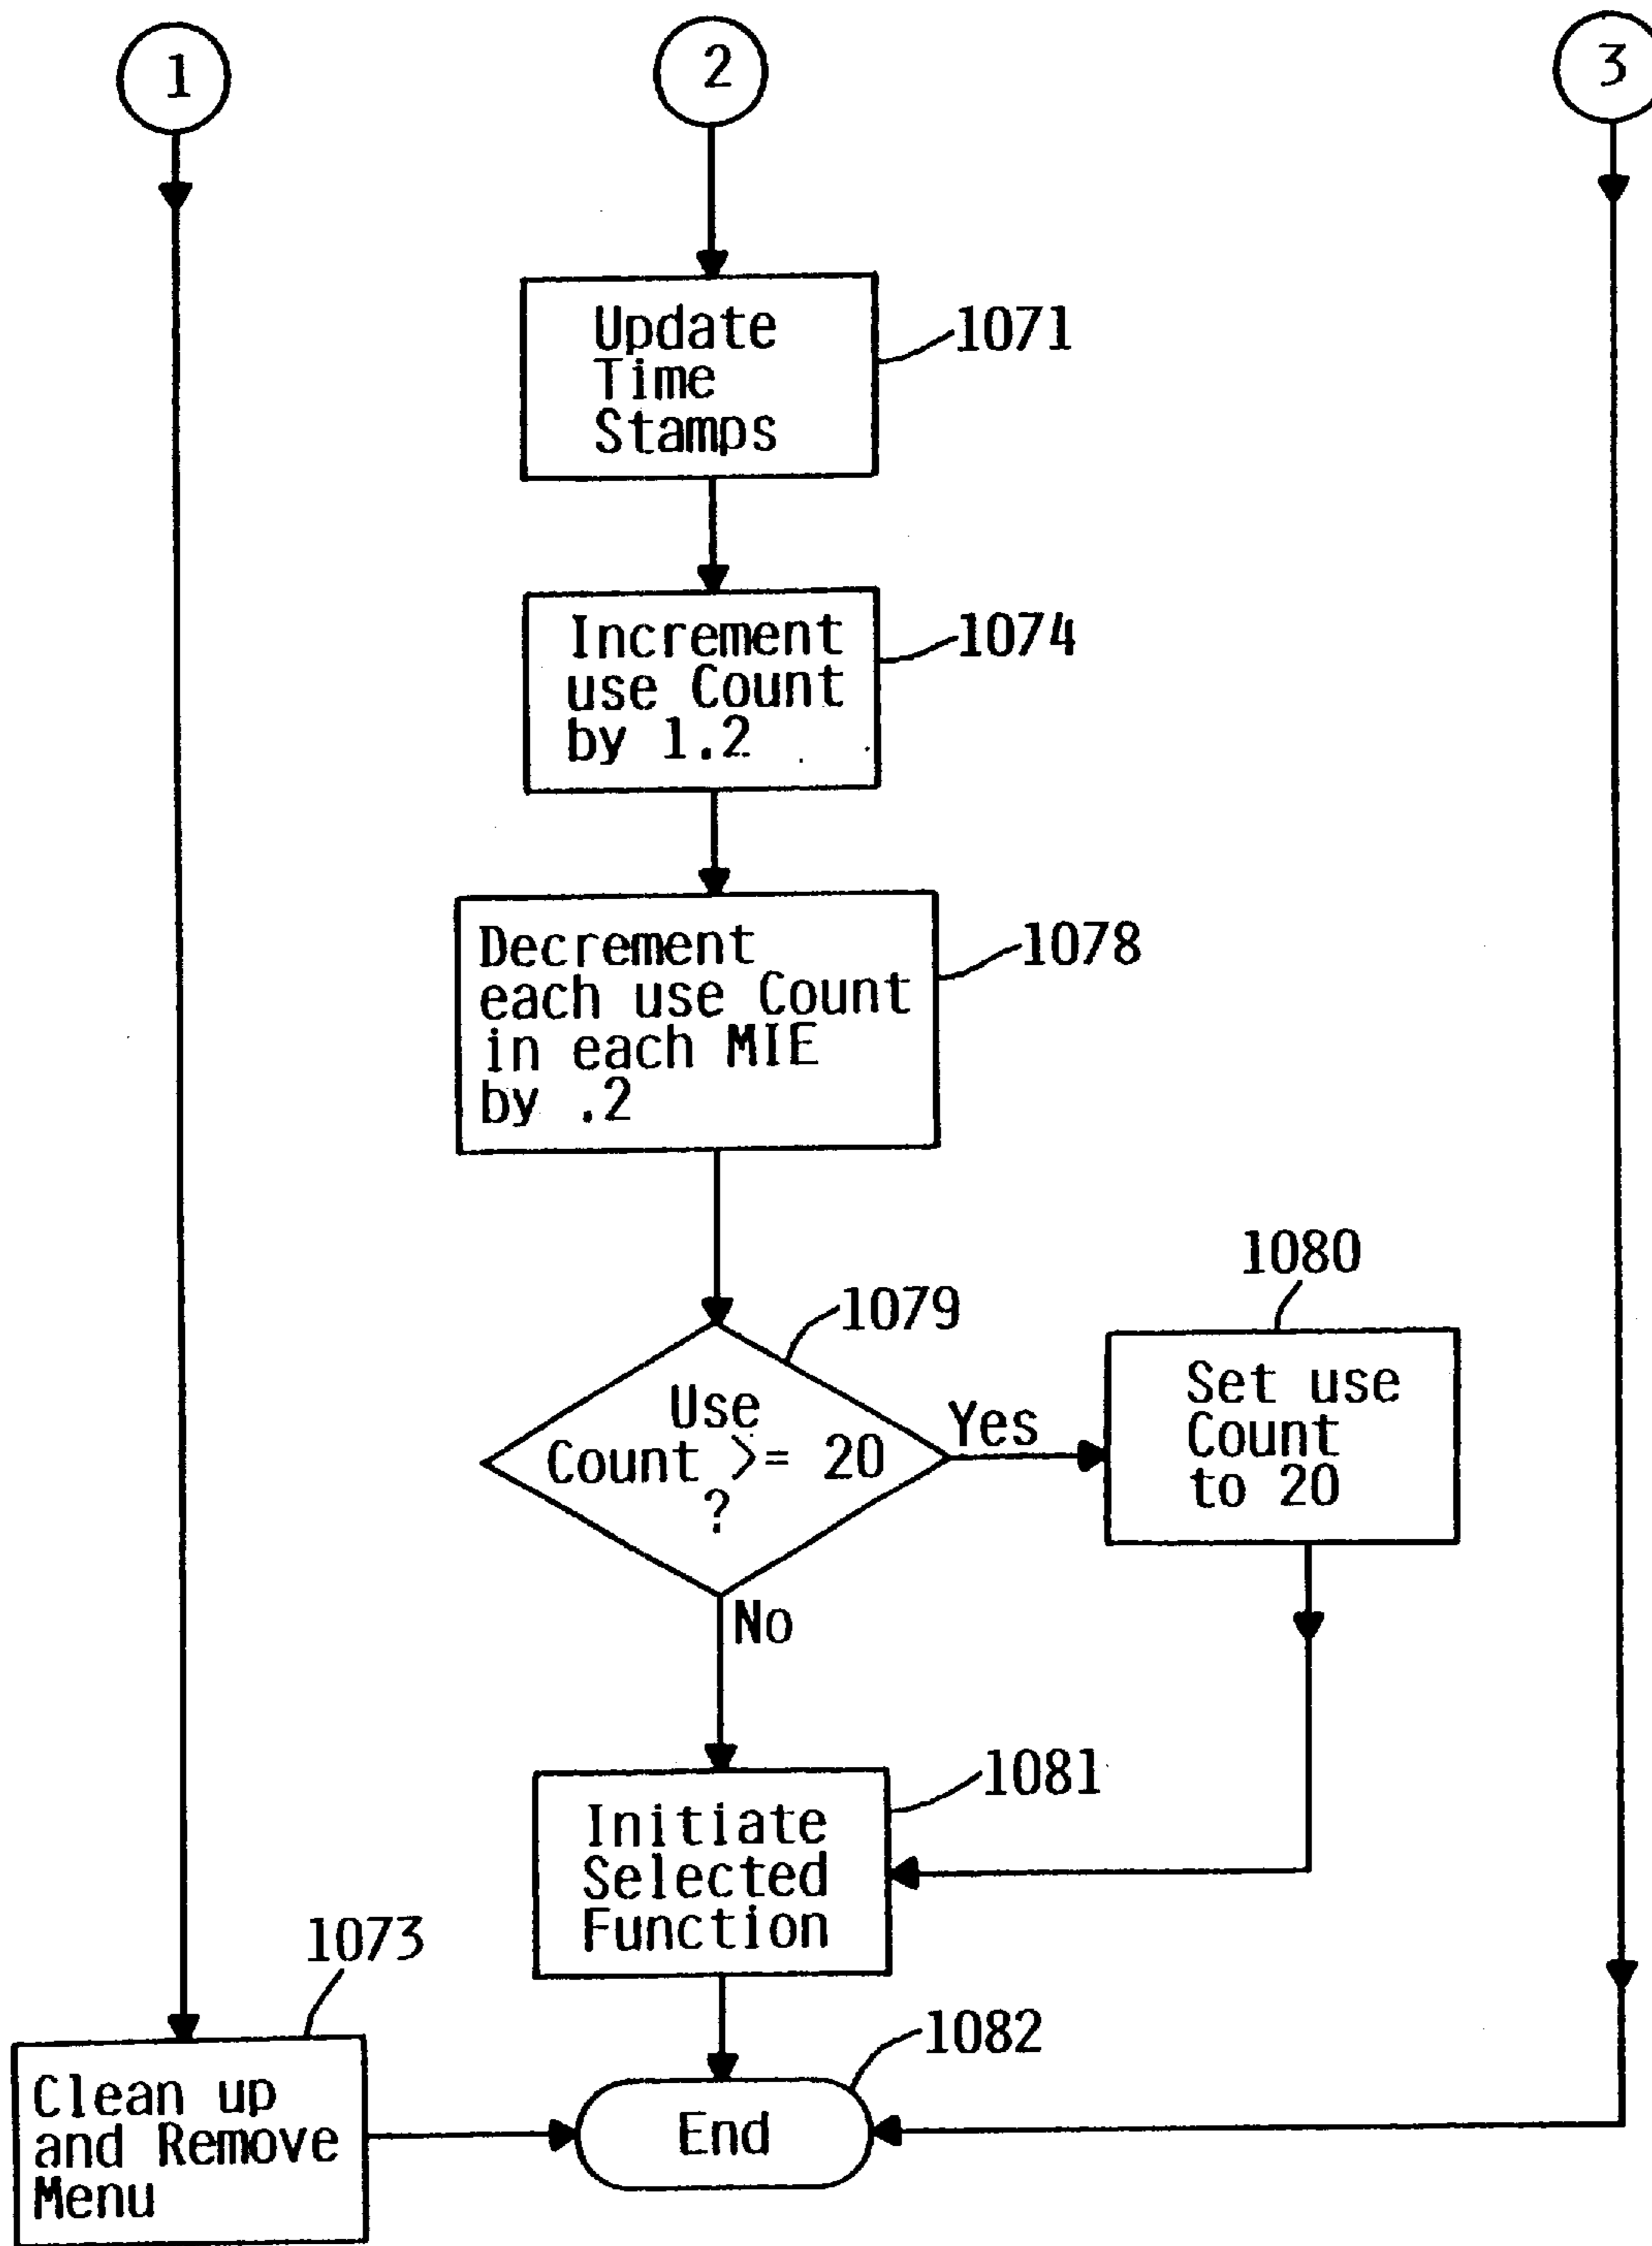 1
2
3
Update
Time
Stamps
1071
Increment
use Count
by 1.2
1074
Decrement
each use Count
in each MIE
by .2
1078
1079
Use
Count >= 20
?
Yes
No
1080
Set use
Count
to 20
1081
Initiate
Selected
Function
1073
Clean up
and Remove
Menu
1082
End